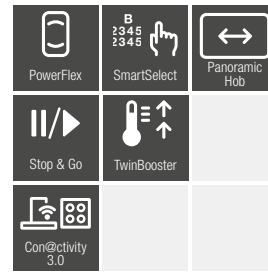 B
2345
2345
PowerFlex
SmartSelect
Panoramic
Hob
Stop & Go
TwinBooster
Con@ctivity
3.0